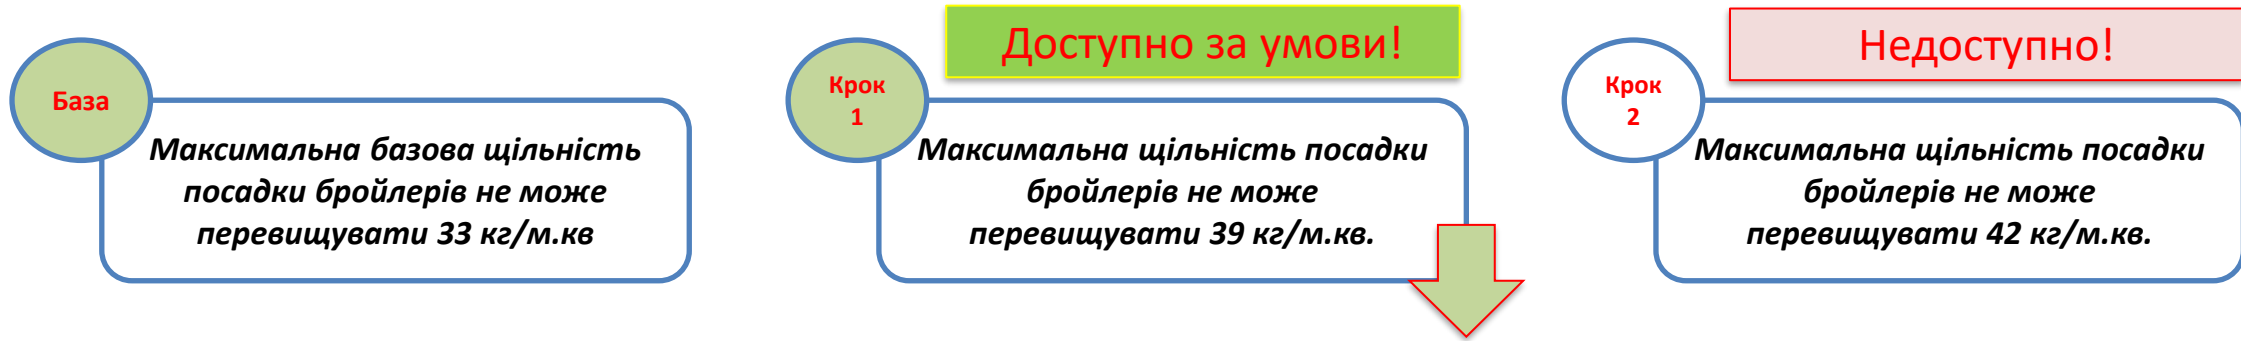 База
Максимальна базова щільність
посадки бройлерів не може
перевищувати 33 кг/м.кв
Доступно за умови!
Крок
1
Максимальна щільність посадки
бройлерів не може
перевищувати 39 кг/м.кв.
Недоступно!
Крок
2
Максимальна щільність посадки
бройлерів не може
перевищувати 42 кг/м.кв.